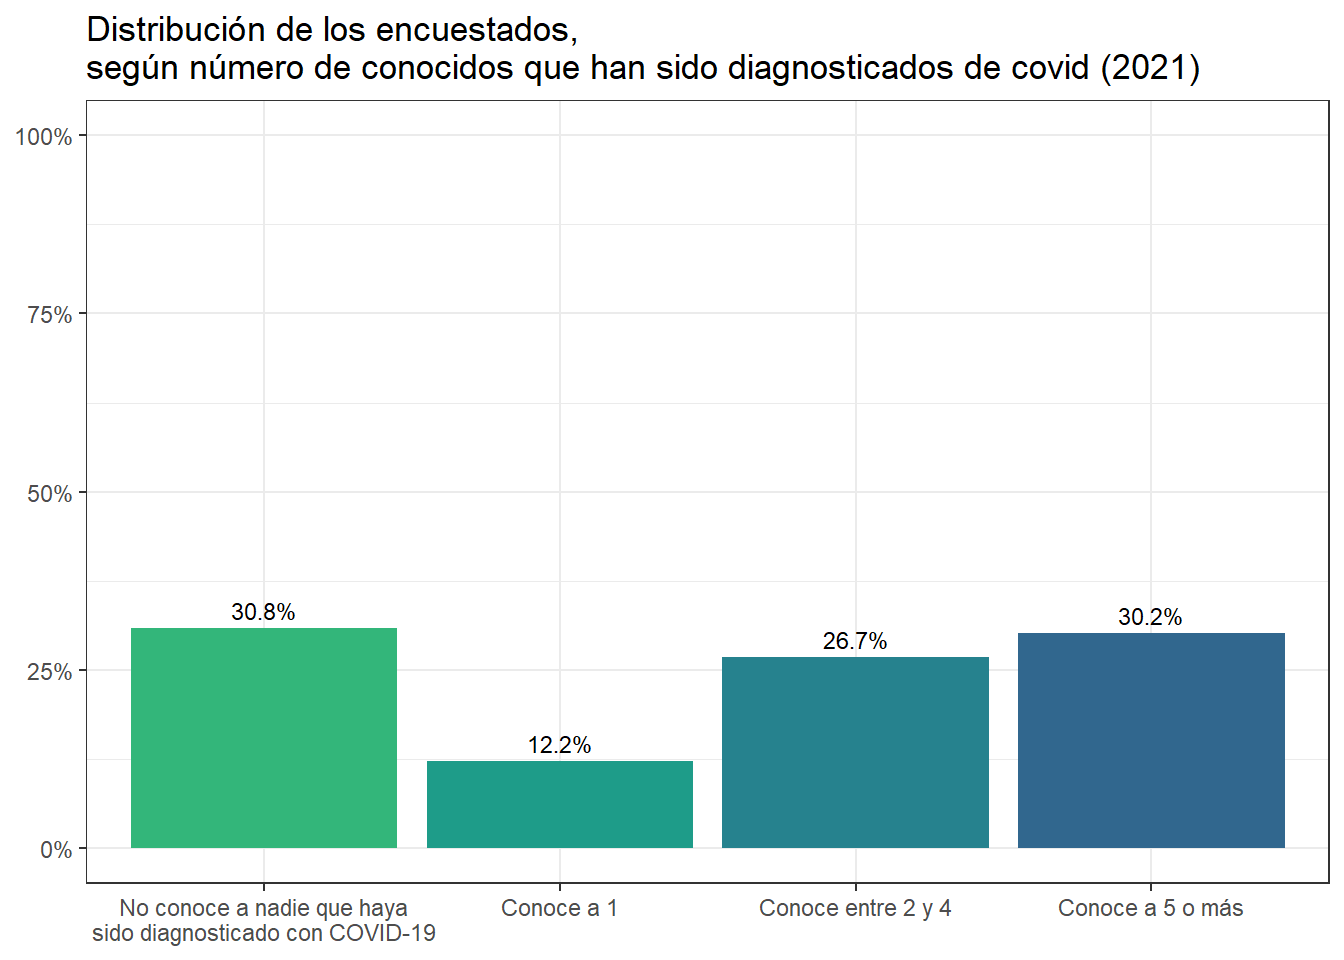 Distribución de los encuestados,
según número de conocidos que han sido diagnosticados de covid (2021)
100%
75%
50%
25%
0%
30.8%
12.2%
26.7%
30.2%
No conoce a nadie que haya
sido diagnosticado con COVID-19
Conoce a 1
Conoce entre 2 y 4
Conoce a 5 o más